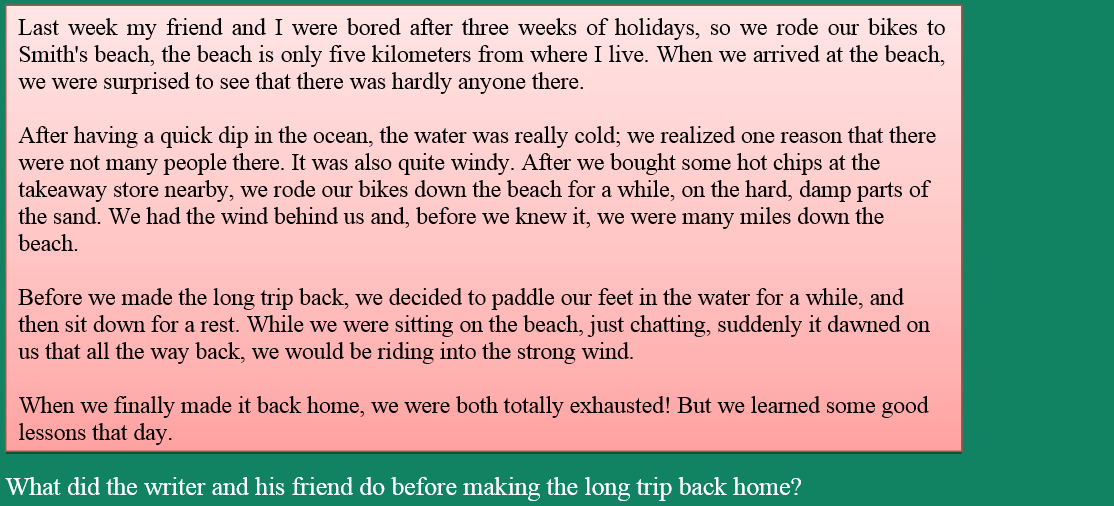 Last week my friend and I were bored after three weeks of holidays, so we rode our bikes to
Smith's beach, the beach is only five kilometers from where I live. When we arrived at the beach,
we were surprised to see that there was hardly anyone there.
After having a quick dip in the ocean, the water was really cold; we realized one reason that there
were not many people there. It was also quite windy. After we bought some hot chips at the
takeaway store nearby, we rode our bikes down the beach for a while, on the hard, damp parts of
the sand. We had the wind behind us and, before we knew it, we were many miles down the
beach.
Before we made the long trip back, we decided to paddle our feet in the water for a while, and
then sit down for a rest. While we were sitting on the beach, just chatting, suddenly it dawned on
us that all the way back, we would be riding into the strong wind.
When we finally made it back home, we were both totally exhausted! But we learned some good
lessons that day.
What did the writer and his friend do before making the long trip back home?